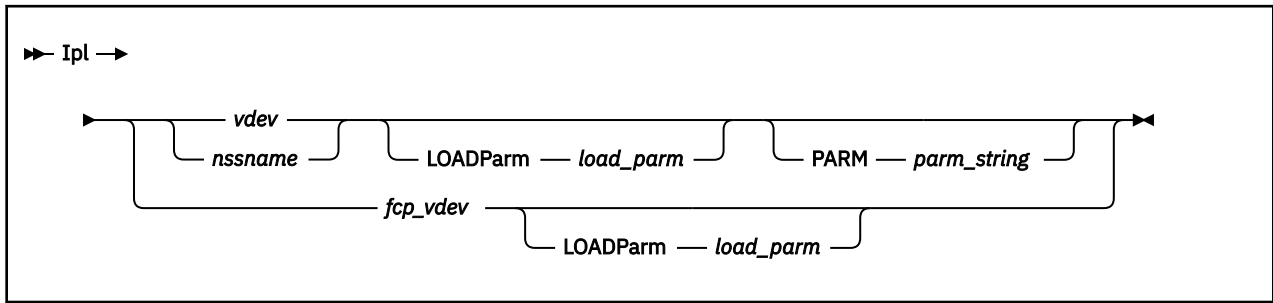 Ipl
vdev
nssname LOADParm load_parm PARM parm_string
fcp_vdev
LOADParm load_parm